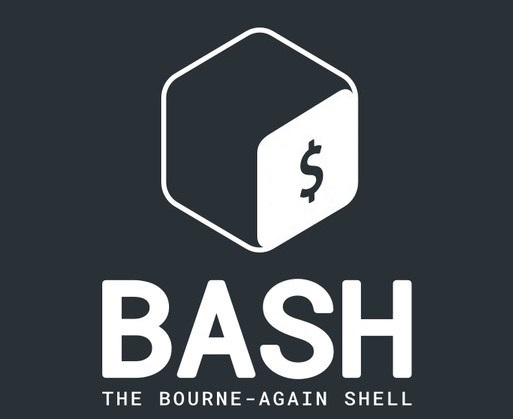 $
BASH
THE BOURNE-AGAIN SHELL